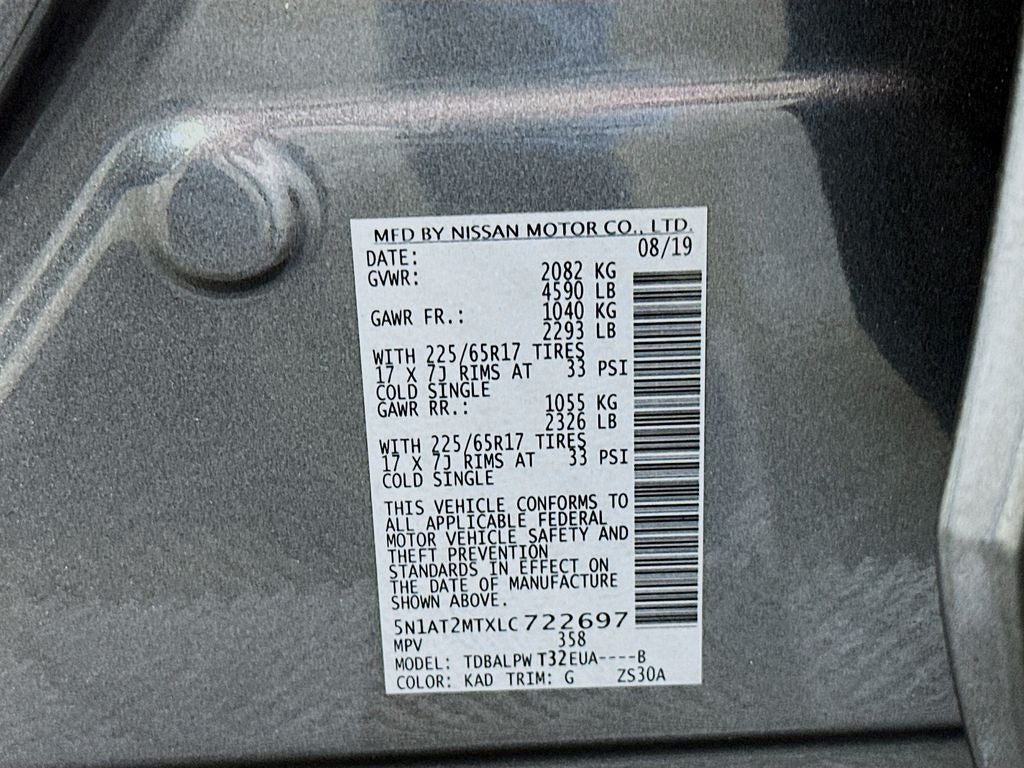 MFD BY NISSAN MOTOR CO., LTD.
DATE: 08/19
GVWR: 2082 KG
4590 LB
GAWR FR.: 1040 KG
2293 LB
WITH 225/65R17 TIRES
17 X 7J RIMS AT 33 PSI
COLD SINGLE
GAWR RR.: 1055 KG
2326 LB
WITH 225/65R17 TIRES
17 X 7J RIMS AT 33 PSI
COLD SINGLE
THIS VEHICLE CONFORMS TO
ALL APPLICABLE FEDERAL
MOTOR VEHICLE SAFETY AND
THEFT PREVENTION
STANDARDS IN EFFECT ON
THE DATE OF MANUFACTURE
SHOWN ABOVE.
5N1AT2MTXLC722697
MPV 358
MODEL: TDBALPW T32EUA----B
COLOR: KAD TRIM: G ZS30A